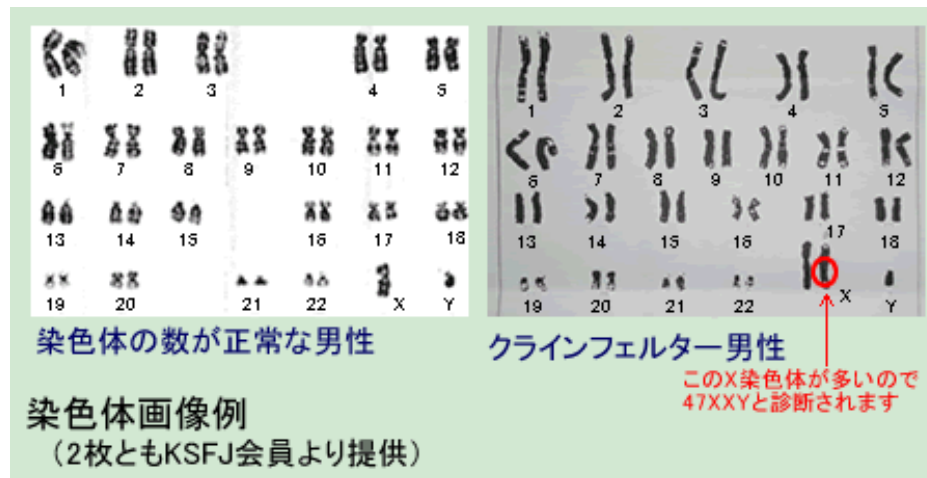 1 2 3 4 5
6 7 8 9 10 11 12
13 14 15 16 17 18
19 20 21 22 X Y
染色体の数が正常な男性
1 2 3 4 5
6 7 8 9 10 11 12
13 14 15 16 17 18
19 20 21 22 X Y
クラインフェルター男性
このX染色体が多いので
47XXYと診断されます
染色体画像例
（2枚ともKSFJ会員より提供）